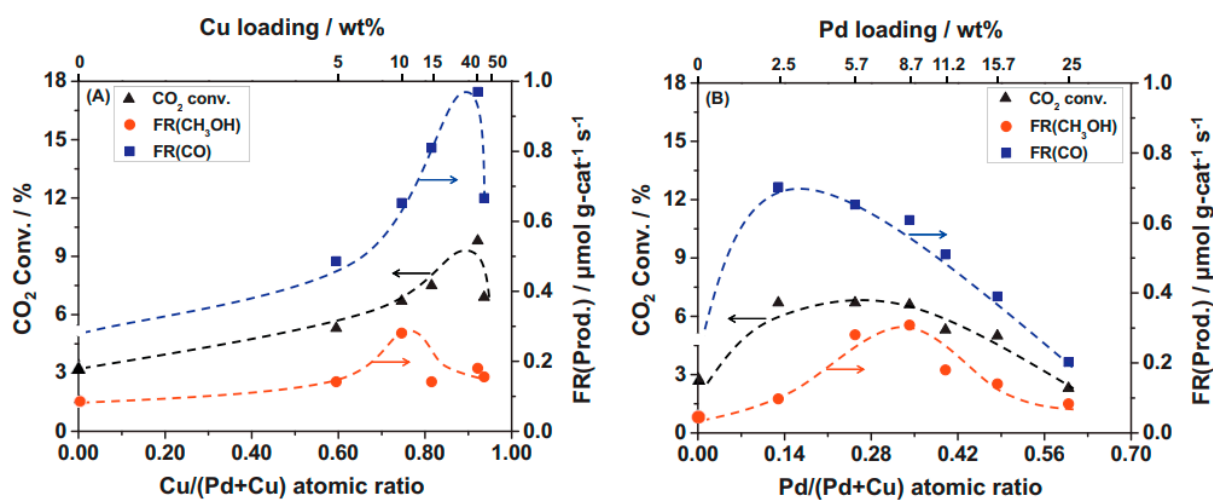 Cu loading / wt%
0 5 10 15 40 50
(A)
CO₂ conv.
FR(CH₃OH)
FR(CO)
18
15
12
9
6
3
0
CO₂ Conv. / %
1.0
0.8
0.6
0.4
0.2
0.0
FR(Prod.) / µmol g-cat⁻¹ s⁻¹
0.00 0.20 0.40 0.60 0.80 1.00
Cu/(Pd+Cu) atomic ratio
Pd loading / wt%
0 2.5 5.7 8.7 11.2 15.7 25
(B)
CO₂ conv.
FR(CH₃OH)
FR(CO)
18
15
12
9
6
3
0
CO₂ Conv. / %
1.0
0.8
0.6
0.4
0.2
0.0
FR(Prod.) / µmol g-cat⁻¹ s⁻¹
0.00 0.14 0.28 0.42 0.56 0.70
Pd/(Pd+Cu) atomic ratio